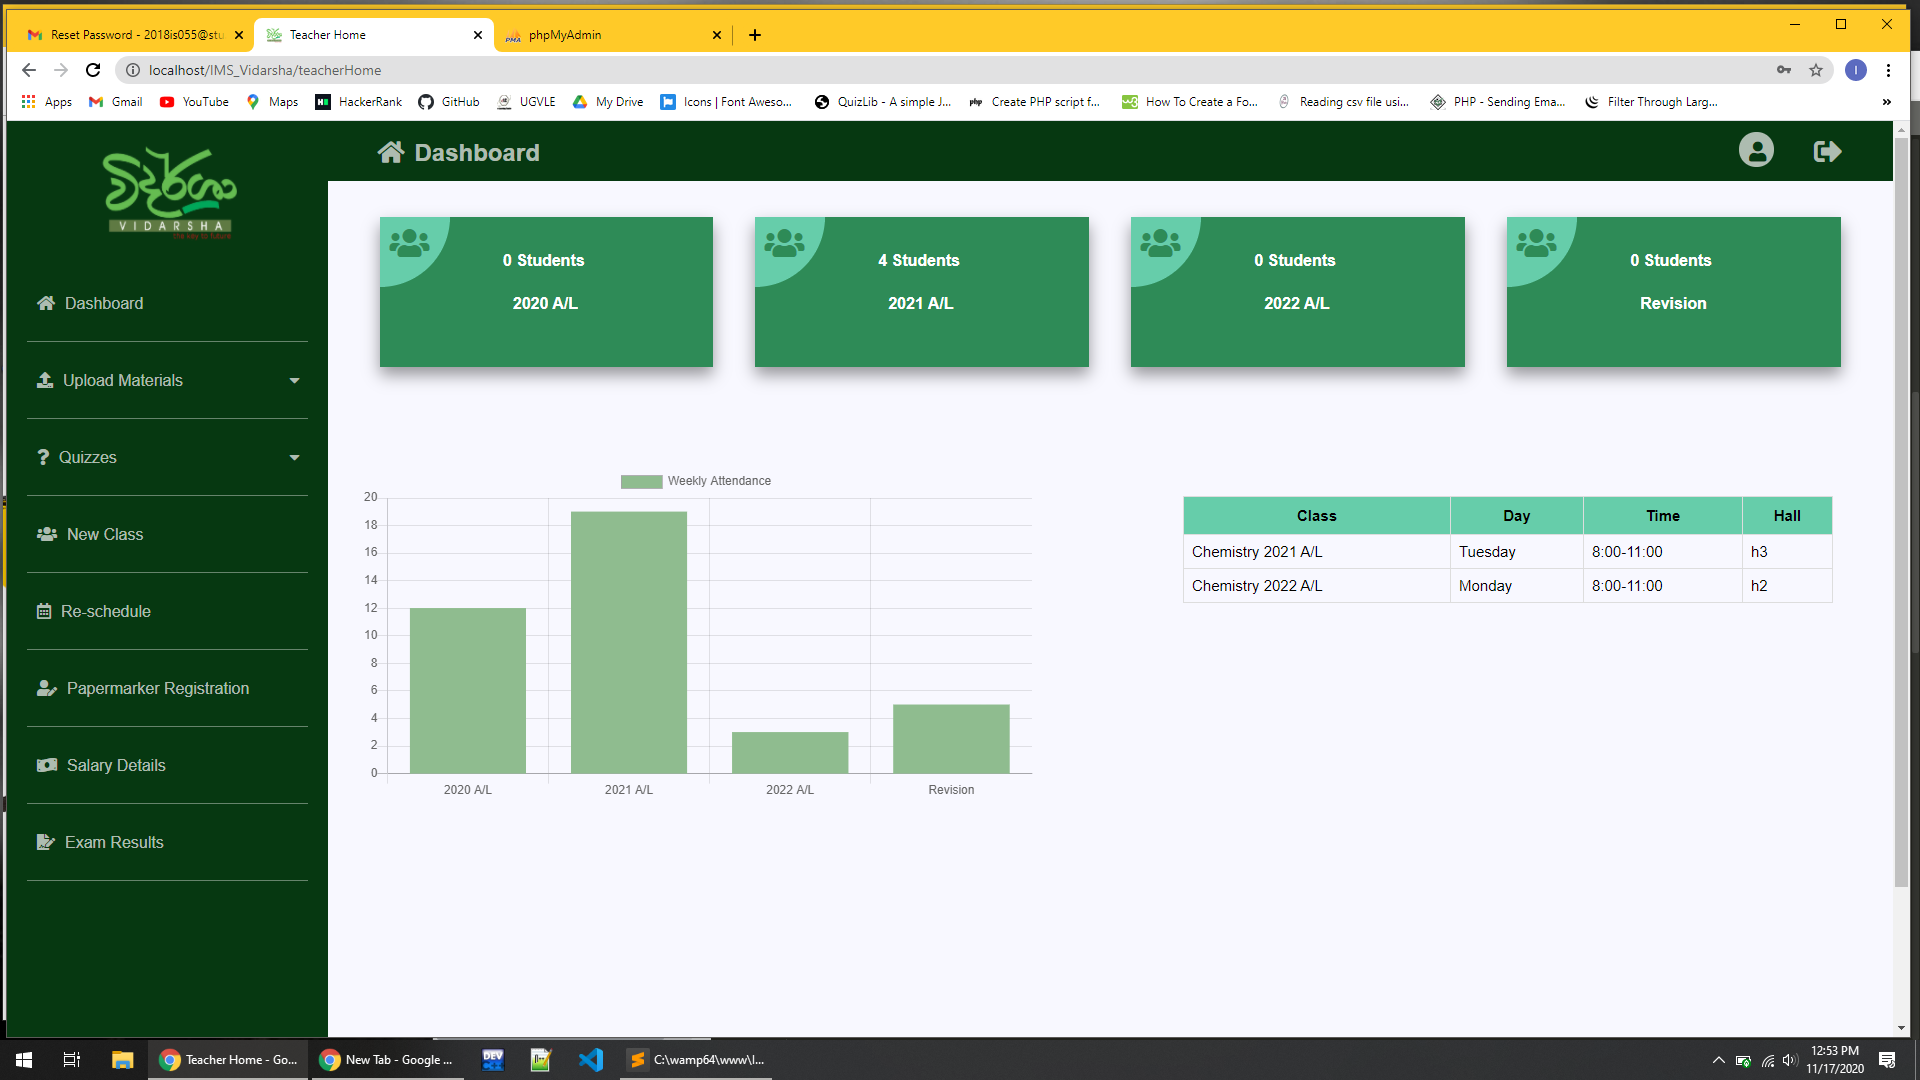 Reset Password - 2018is055@stu
Teacher Home
phpMyAdmin
localhost/IMS_Vidarsha/teacherHome
I
Apps
Gmail
YouTube
Maps
HackerRank
GitHub
UGVLE
My Drive
Icons | Font Aweso...
QuizLib - A simple J...
Create PHP script f...
How To Create a Fo...
Reading csv file usi...
PHP - Sending Ema...
Filter Through Larg...
විදර්ශා
VIDARSHA
the key to future
Dashboard
Dashboard
Upload Materials
Quizzes
New Class
Re-schedule
Papermarker Registration
Salary Details
Exam Results
0 Students
2020 A/L
4 Students
2021 A/L
0 Students
2022 A/L
0 Students
Revision
Weekly Attendance
20
18
16
14
12
10
8
6
4
2
0
2020 A/L
2021 A/L
2022 A/L
Revision
Class Day Time Hall
Chemistry 2021 A/L Tuesday 8:00-11:00 h3
Chemistry 2022 A/L Monday 8:00-11:00 h2
Teacher Home - Go...
New Tab - Google ...
DEV
C:\wamp64\www\I...
12:53 PM
11/17/2020